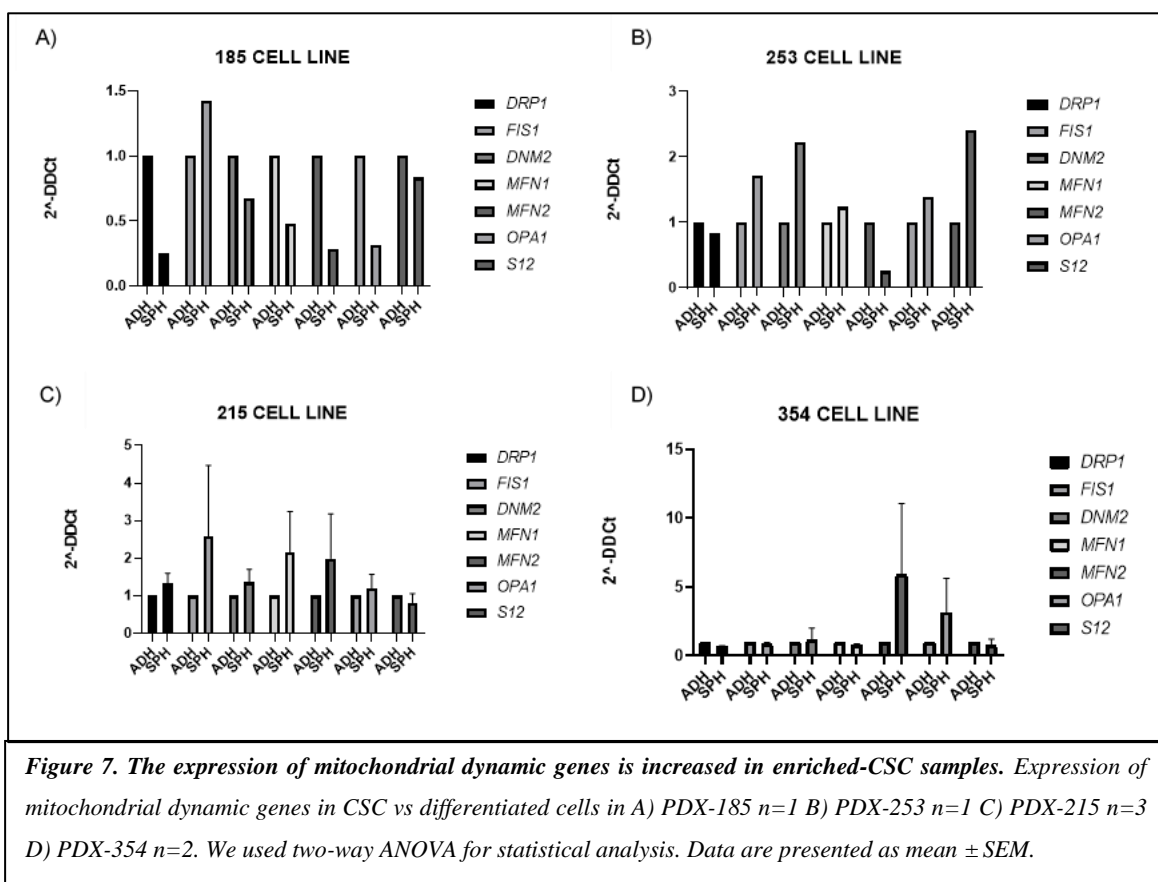 A)
185 CELL LINE
2^-DDCt
1.5
1.0
0.5
0.0
ADH SPH ADH SPH ADH SPH ADH SPH ADH SPH ADH SPH ADH SPH
DRP1
FIS1
DNM2
MFN1
MFN2
OPA1
S12
B)
253 CELL LINE
2^-DDCt
3
2
1
0
ADH SPH ADH SPH ADH SPH ADH SPH ADH SPH ADH SPH ADH SPH
DRP1
FIS1
DNM2
MFN1
MFN2
OPA1
S12
C)
215 CELL LINE
2^-DDCt
5
4
3
2
1
0
ADH SPH ADH SPH ADH SPH ADH SPH ADH SPH ADH SPH ADH SPH
DRP1
FIS1
DNM2
MFN1
MFN2
OPA1
S12
D)
354 CELL LINE
2^-DDCt
15
10
5
0
ADH SPH ADH SPH ADH SPH ADH SPH ADH SPH ADH SPH ADH SPH
DRP1
FIS1
DNM2
MFN1
MFN2
OPA1
S12
Figure 7. The expression of mitochondrial dynamic genes is increased in enriched-CSC samples. Expression of
mitochondrial dynamic genes in CSC vs differentiated cells in A) PDX-185 n=1 B) PDX-253 n=1 C) PDX-215 n=3
D) PDX-354 n=2. We used two-way ANOVA for statistical analysis. Data are presented as mean ± SEM.